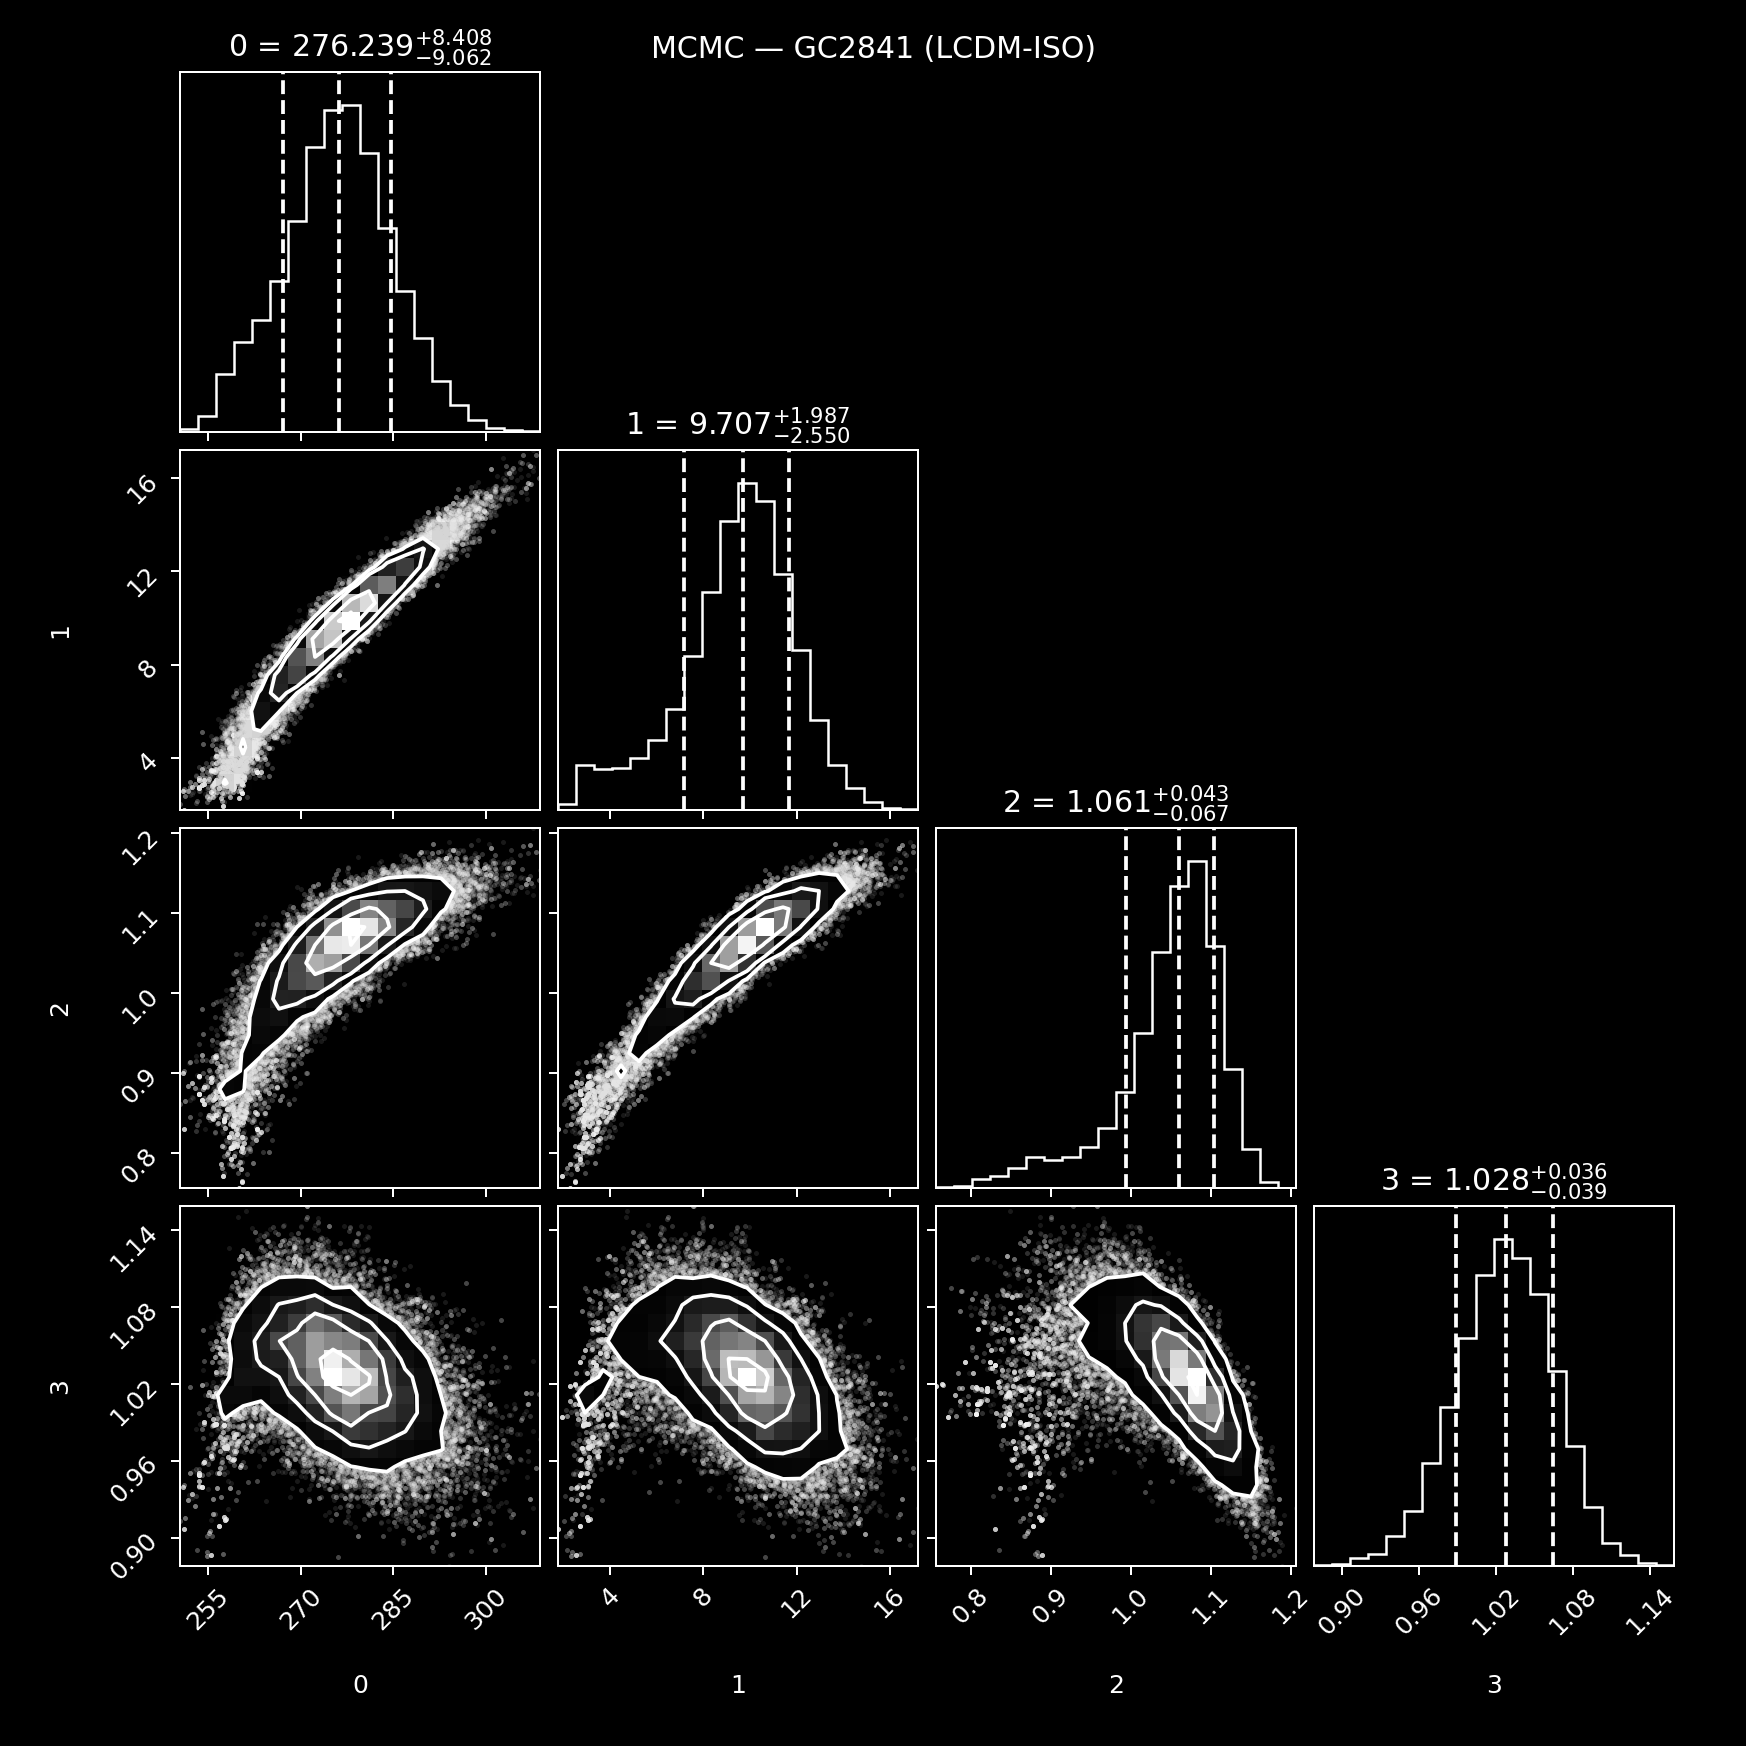 MCMC — GC2841 (LCDM-ISO)
0 = 276.239+8.408−9.062
1 = 9.707+1.987−2.550
16
12
8
4
1
2 = 1.061+0.043−0.067
1.2
1.1
1.0
0.9
0.8
2
3 = 1.028+0.036−0.039
1.14
1.08
1.02
0.96
0.90
3
255 270 285 300 4 8 12 16 0.8 0.9 1.0 1.1 1.2 0.90 0.96 1.02 1.08 1.14
0 1 2 3